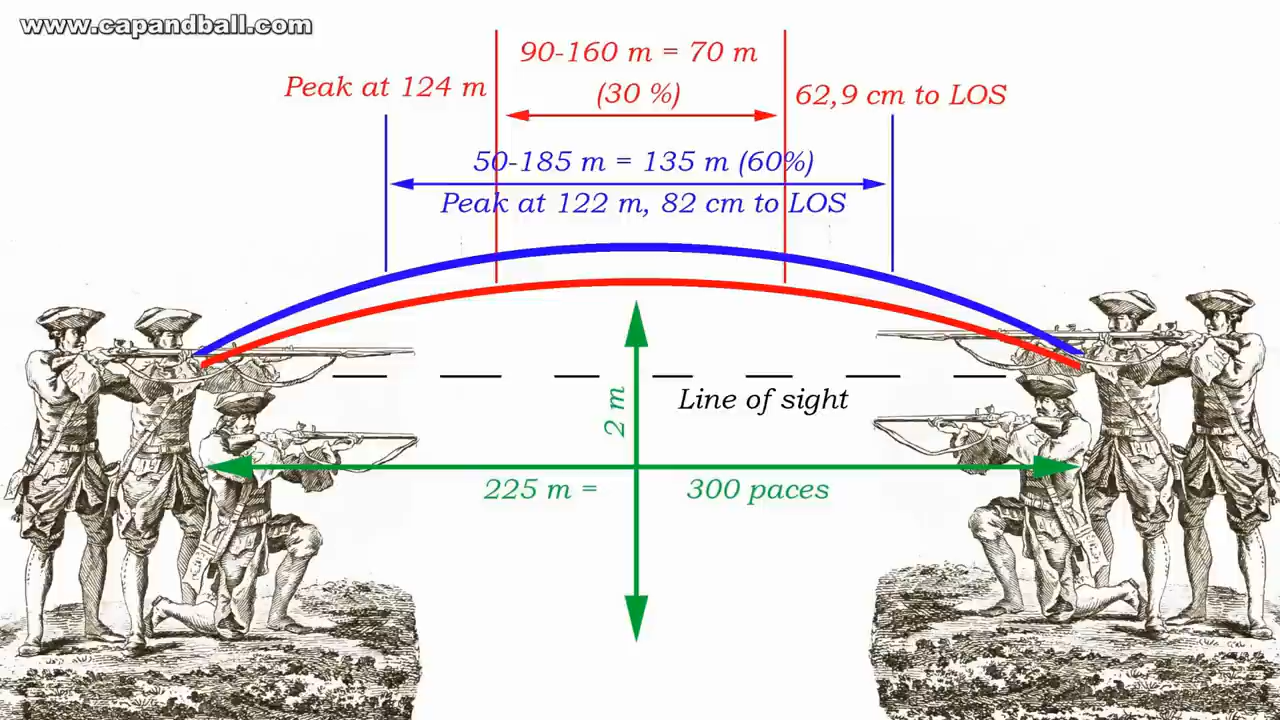 www.capandball.com
90-160 m = 70 m
(30 %)
Peak at 124 m
62,9 cm to LOS
50-185 m = 135 m (60%)
Peak at 122 m, 82 cm to LOS
Line of sight
2 m
225 m =
300 paces